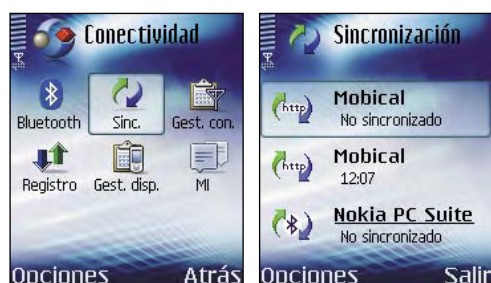 Conectividad
Bluetooth Sinc. Gest. con.
Registro Gest. disp. MI
Opciones Atrás
Sincronización
http Mobical
No sincronizado
http Mobical
12:07
Nokia PC Suite
No sincronizado
Opciones Salir